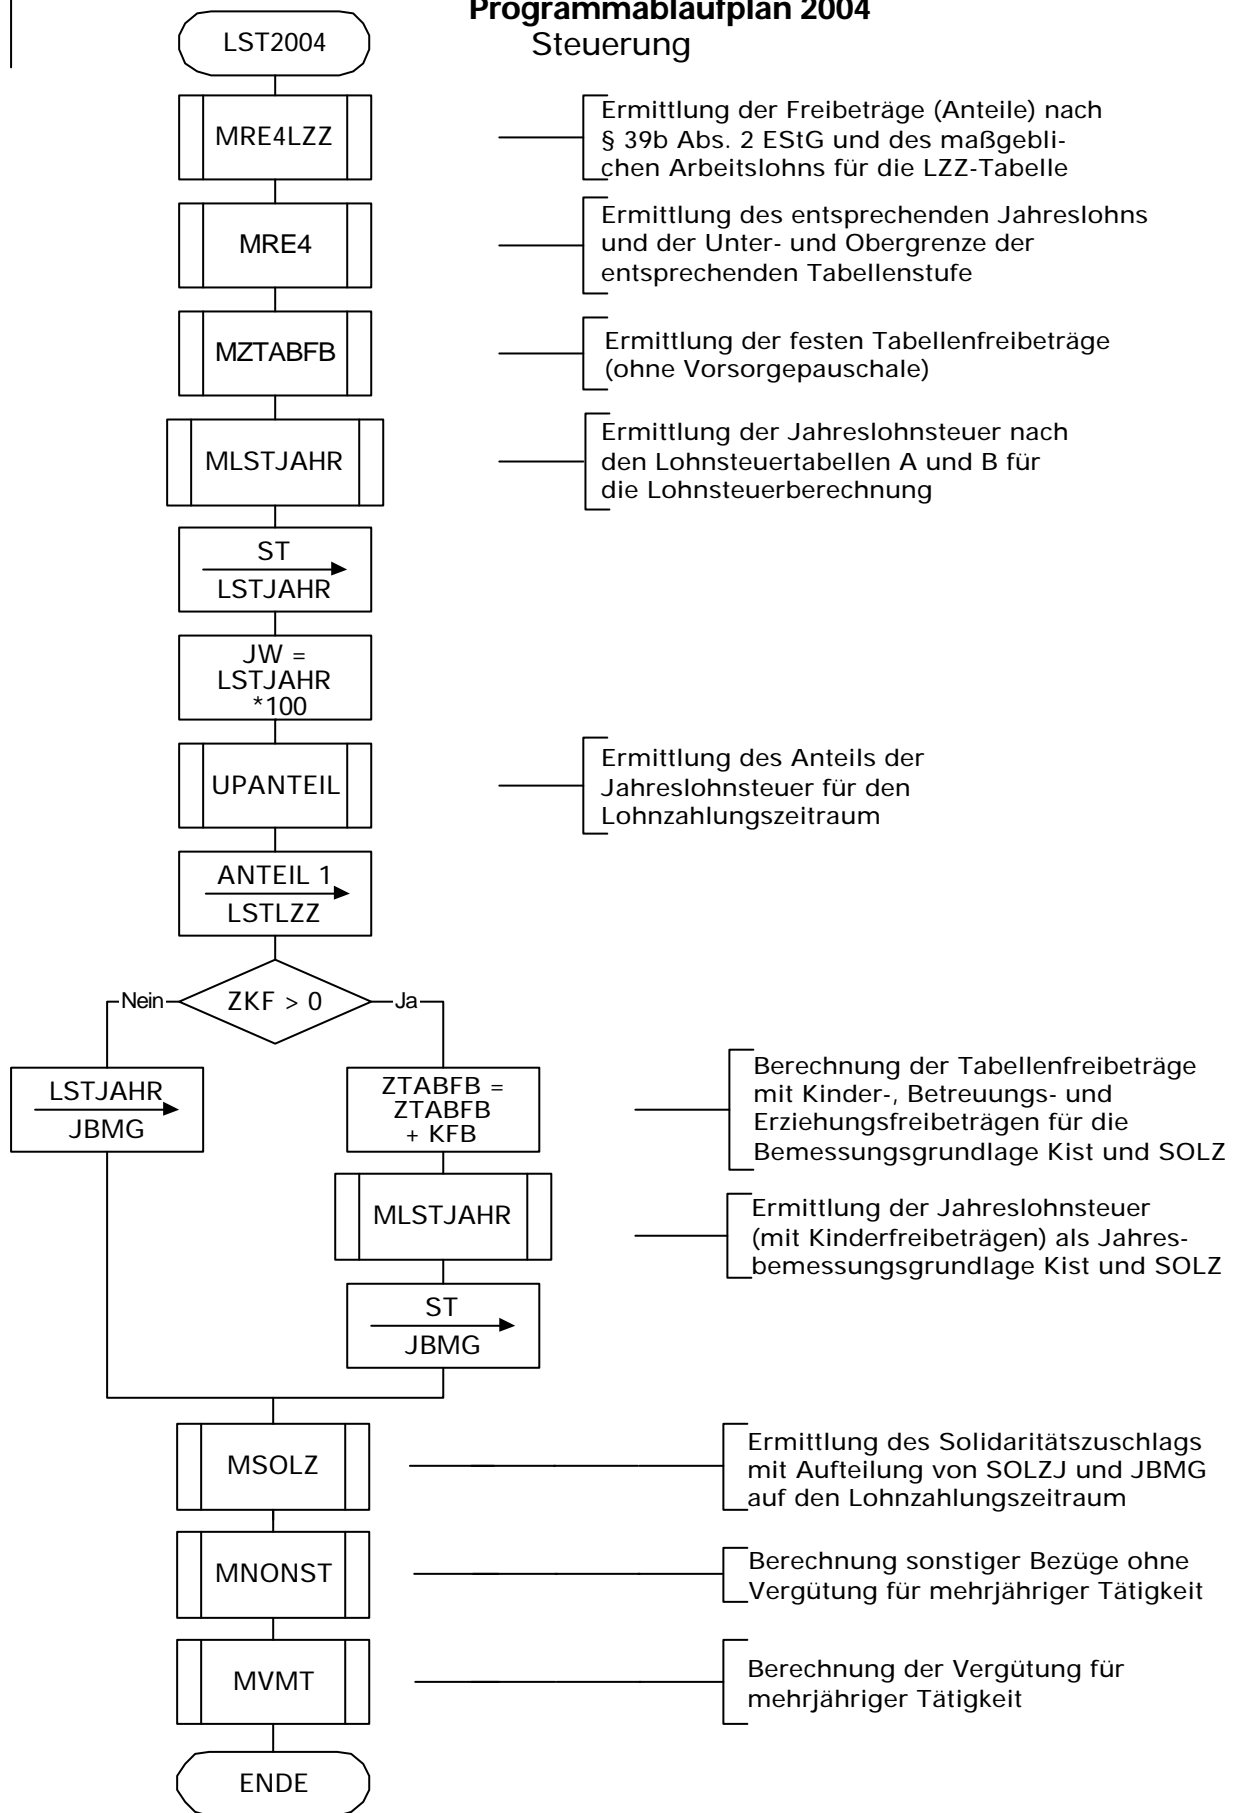 Programmablaufplan 2004
Steuerung
LST2004
MRE4LZZ
Ermittlung der Freibeträge (Anteile) nach
§ 39b Abs. 2 EStG und des maßgebli-
chen Arbeitslohns für die LZZ-Tabelle
MRE4
Ermittlung des entsprechenden Jahreslohns
und der Unter- und Obergrenze der
entsprechenden Tabellenstufe
MZTABFB
Ermittlung der festen Tabellenfreibeträge
(ohne Vorsorgepauschale)
MLSTJAHR
Ermittlung der Jahreslohnsteuer nach
den Lohnsteuertabellen A und B für
die Lohnsteuerberechnung
ST
LSTJAHR
JW =
LSTJAHR
*100
UPANTEIL
Ermittlung des Anteils der
Jahreslohnsteuer für den
Lohnzahlungszeitraum
ANTEIL 1
LSTLZZ
Nein
ZKF > 0
Ja
LSTJAHR
JBMG
ZTABFB =
ZTABFB
+ KFB
Berechnung der Tabellenfreibeträge
mit Kinder-, Betreuungs- und
Erziehungsfreibeträgen für die
Bemessungsgrundlage Kist und SOLZ
MLSTJAHR
Ermittlung der Jahreslohnsteuer
(mit Kinderfreibeträgen) als Jahres-
bemessungsgrundlage Kist und SOLZ
ST
JBMG
MSOLZ
Ermittlung des Solidaritätszuschlags
mit Aufteilung von SOLZJ und JBMG
auf den Lohnzahlungszeitraum
MNONST
Berechnung sonstiger Bezüge ohne
Vergütung für mehrjähriger Tätigkeit
MVMT
Berechnung der Vergütung für
mehrjähriger Tätigkeit
ENDE